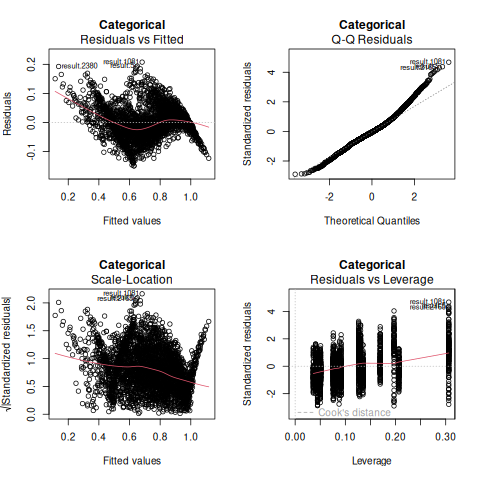 Categorical
Residuals vs Fitted
result.1081
result.2380
Residuals
-0.1 0.0 0.1 0.2
0.2 0.4 0.6 0.8 1.0
Fitted values
Categorical
Q-Q Residuals
result.1081
Standardized residuals
-2 0 2 4
-2 0 2
Theoretical Quantiles
Categorical
Scale-Location
result.1081
√|Standardized residuals|
0.0 0.5 1.0 1.5 2.0
0.2 0.4 0.6 0.8 1.0
Fitted values
Categorical
Residuals vs Leverage
result.1081
Standardized residuals
-2 0 2 4
Cook's distance
0.00 0.10 0.20 0.30
Leverage